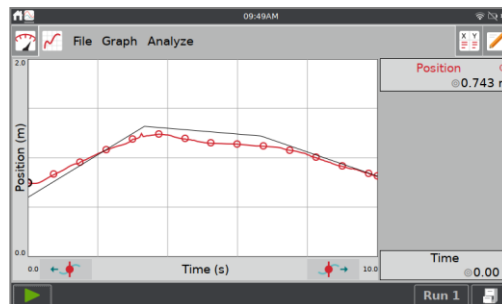 09:49AM
File Graph Analyze
X Y
2.0
Position (m)
0.0
0.0
Time (s)
10.0
Position
0.743
Time
0.00
Run 1